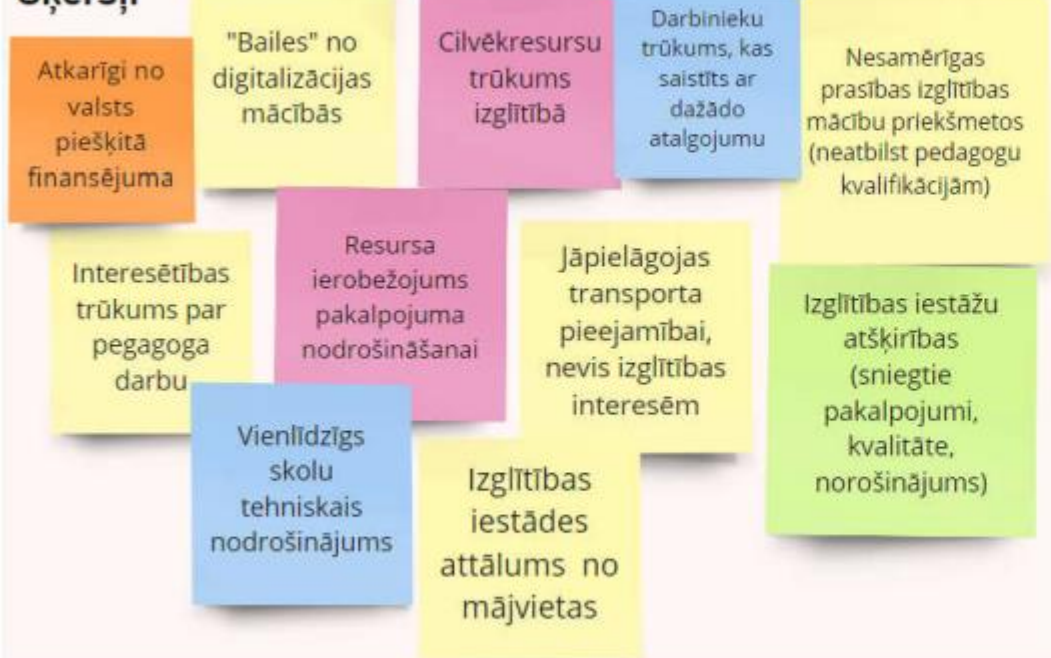 Šķēršļi
Atkarīgi no
valsts
piešķitā
finansējuma
"Bailes" no
digitalizācijas
mācībās
Cilvēkresursu
trūkums
izglītībā
Darbinieku
trūkums, kas
saistīts ar
dažādo
atalgojumu
Nesamērīgas
prasības izglītības
mācību priekšmetos
(neatbilst pedagogu
kvalifikācijām)
Interesētības
trūkums par
pegagoga
darbu
Resursa
ierobežojums
pakalpojuma
nodrošināšanai
Jāpielāgojas
transporta
pieejamībai,
nevis izglītības
interesēm
Izglītības iestāžu
atšķirības
(sniegtie
pakalpojumi,
kvalitāte,
norošinājums)
Vienlīdzīgs
skolu
tehniskais
nodrošinājums
Izglītības
iestādes
attālums no
mājvietas